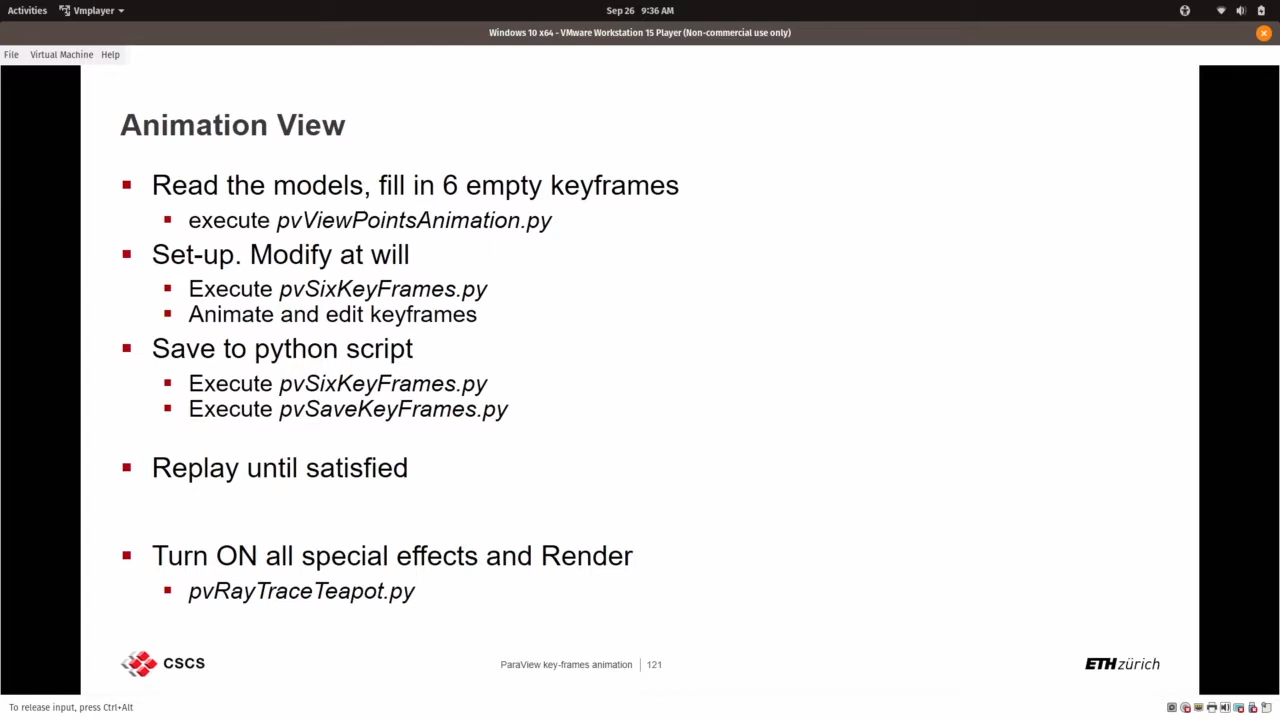 Activities Vmplayer Sep 26 9:36 AM
Windows 10 x64 - VMware Workstation 15 Player (Non-commercial use only)
File Virtual Machine Help
Animation View
Read the models, fill in 6 empty keyframes
execute pvViewPointsAnimation.py
Set-up. Modify at will
Execute pvSixKeyFrames.py
Animate and edit keyframes
Save to python script
Execute pvSixKeyFrames.py
Execute pvSaveKeyFrames.py
Replay until satisfied
Turn ON all special effects and Render
pvRayTraceTeapot.py
CSCS ParaView key-frames animation 121 ETH zürich
To release input, press Ctrl+Alt